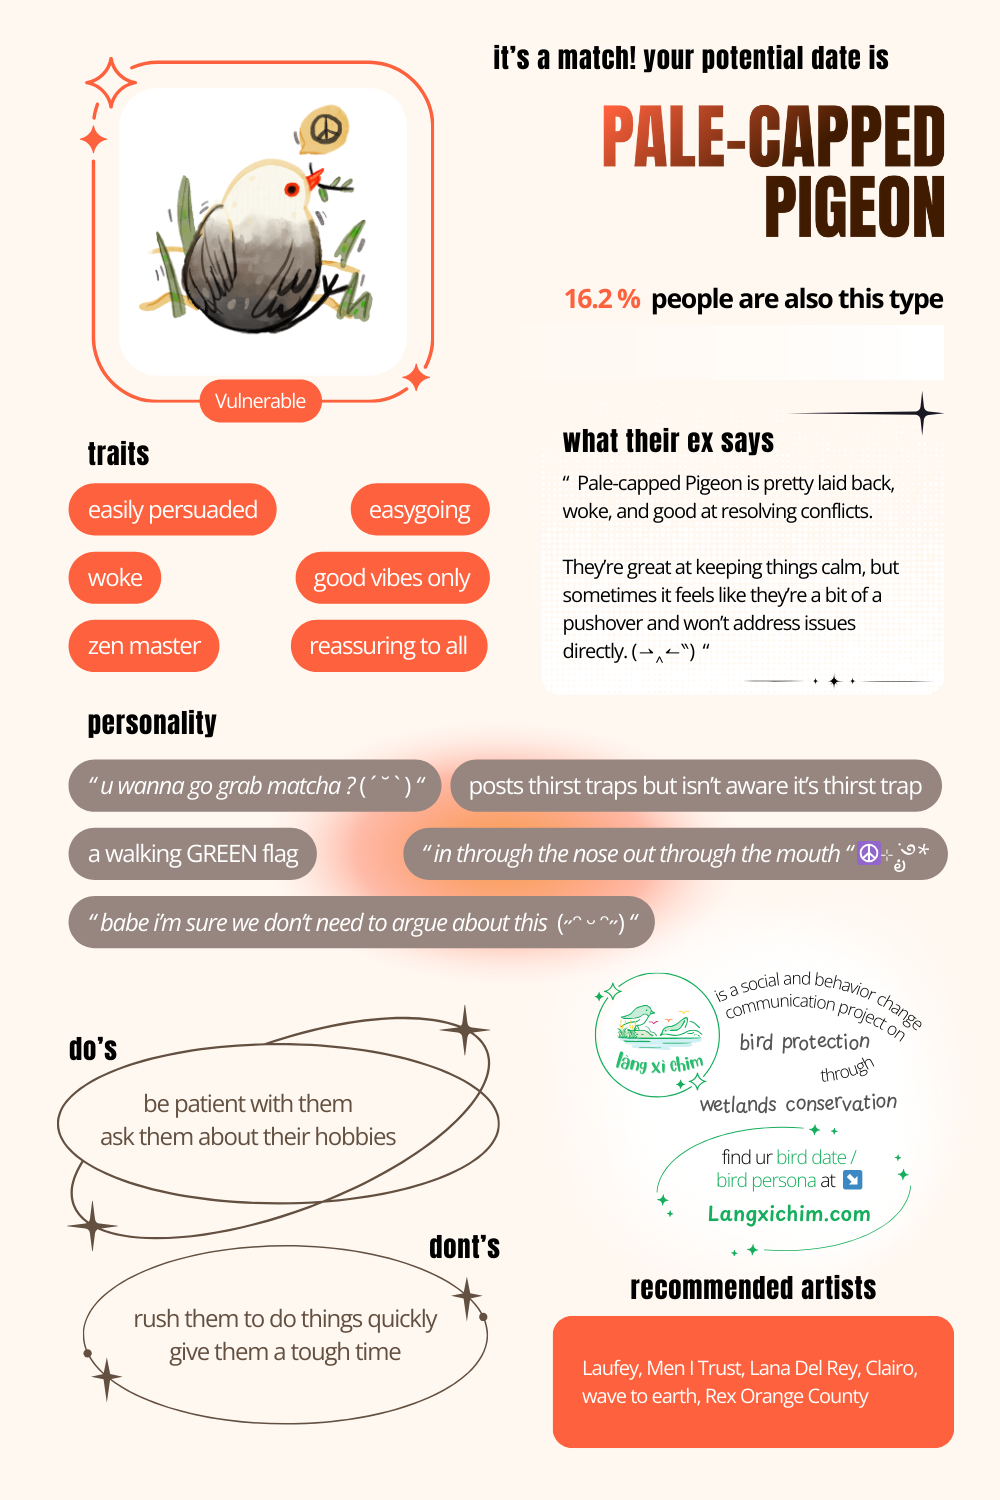 it's a match! your potential date is
PALE-CAPPED
PIGEON
16.2 % people are also this type
Vulnerable
traits
easily persuaded
easygoing
woke
good vibes only
zen master
reassuring to all
what their ex says
“ Pale-capped Pigeon is pretty laid back,
woke, and good at resolving conflicts.
They're great at keeping things calm, but
sometimes it feels like they're a bit of a
pushover and won't address issues
directly. (⇀‸↼‶) “
personality
“ u wanna go grab matcha ? ( ´ ˘ ` ) “
posts thirst traps but isn't aware it's thirst trap
a walking GREEN flag
“ in through the nose out through the mouth “ ☮️⊹ ࣪ ˖
“ babe i'm sure we don't need to argue about this (˶ᵔ ᵕ ᵔ˶) “
do's
be patient with them
ask them about their hobbies
dont's
rush them to do things quickly
give them a tough time
làng xì chim
is a social and behavior change
communication project on
bird protection
through
wetlands conservation
find ur bird date /
bird persona at ↘️
Langxichim.com
recommended artists
Laufey, Men I Trust, Lana Del Rey, Clairo,
wave to earth, Rex Orange County